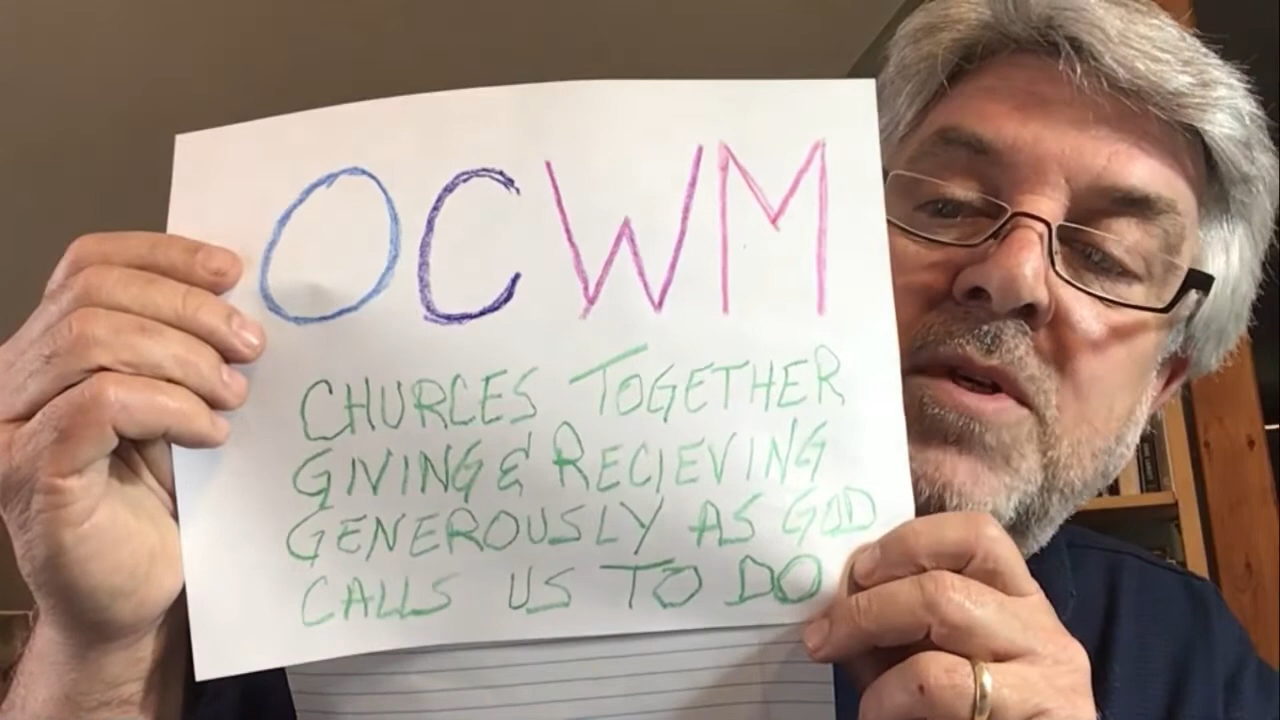 OCWM
CHURCES TOGETHER
GIVING & RECIEVING
GENEROUSLY AS GOD
CALLS US TO DO